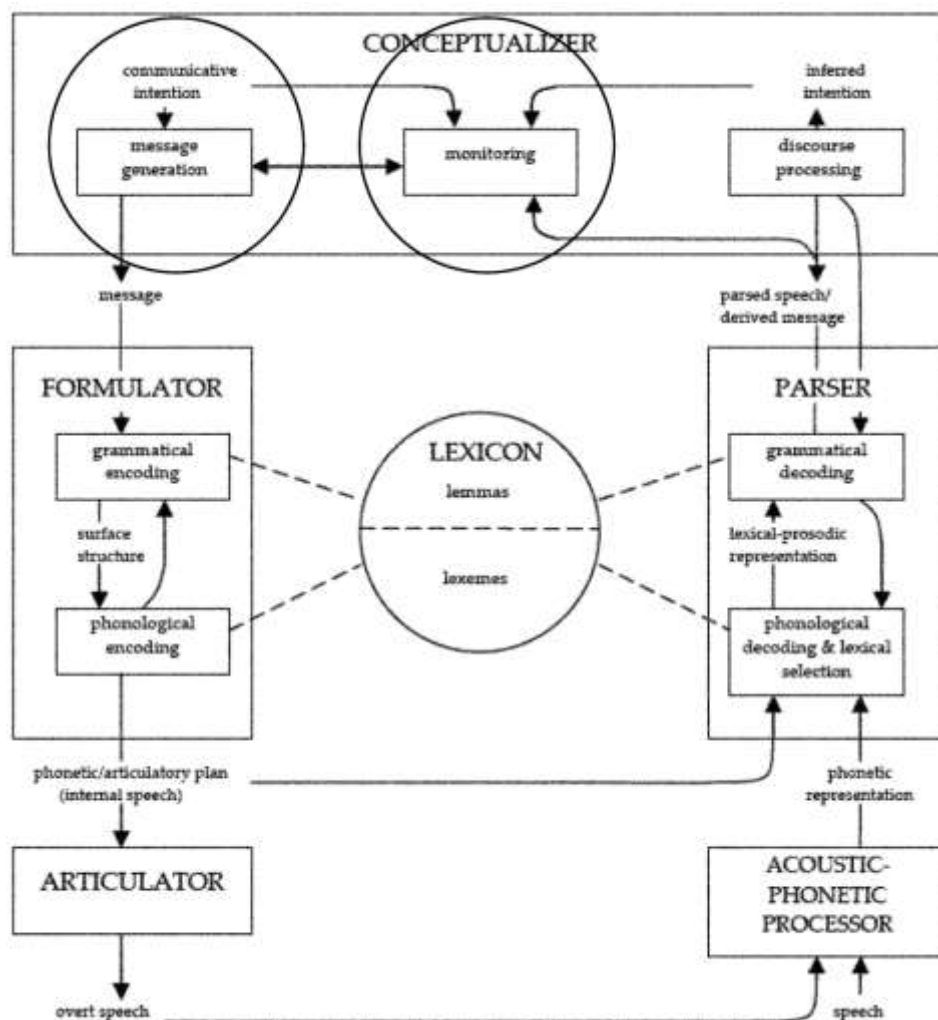 CONCEPTUALIZER
communicative
intention
inferred
intention
message
generation
monitoring
discourse
processing
message
parsed speech/
derived message
FORMULATOR
PARSER
LEXICON
grammatical
encoding
lemmas
grammatical
decoding
surface
structure
lexical-prosodic
representation
lexemes
phonological
encoding
phonological
decoding & lexical
selection
phonetic/articulatory plan
(internal speech)
phonetic
representation
ARTICULATOR
ACOUSTIC-
PHONETIC
PROCESSOR
overt speech
speech